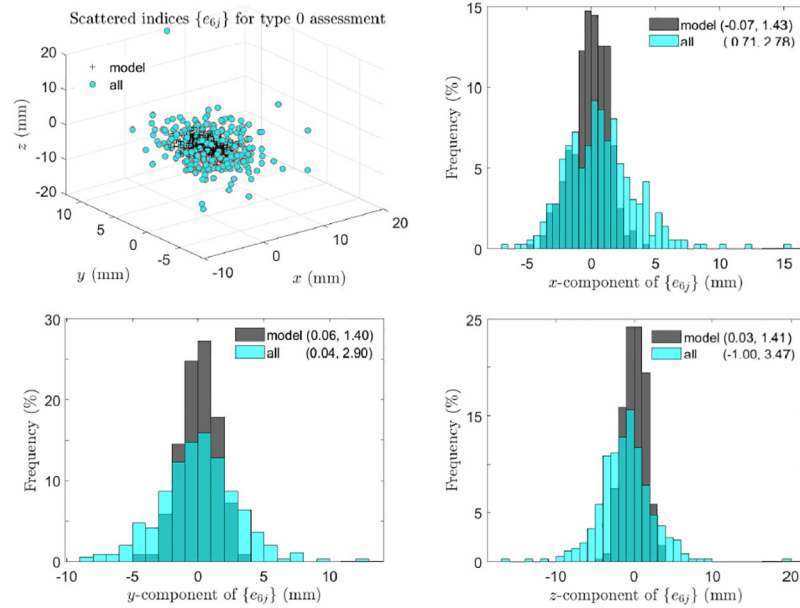 Scattered indices {e6j} for type 0 assessment
model
all
20
10
0
-10
-20
z (mm)
10
5
0
-5
y (mm)
-10
0
10
20
x (mm)
model (-0.07, 1.43)
all ( 0.71, 2.78)
15
10
5
0
Frequency (%)
-5
0
5
10
15
x-component of {e6j} (mm)
model (0.06, 1.40)
all (0.04, 2.90)
30
20
10
0
Frequency (%)
-10
-5
0
5
10
y-component of {e6j} (mm)
model (0.03, 1.41)
all (-1.00, 3.47)
25
15
5
0
Frequency (%)
-10
0
10
20
z-component of {e6j} (mm)